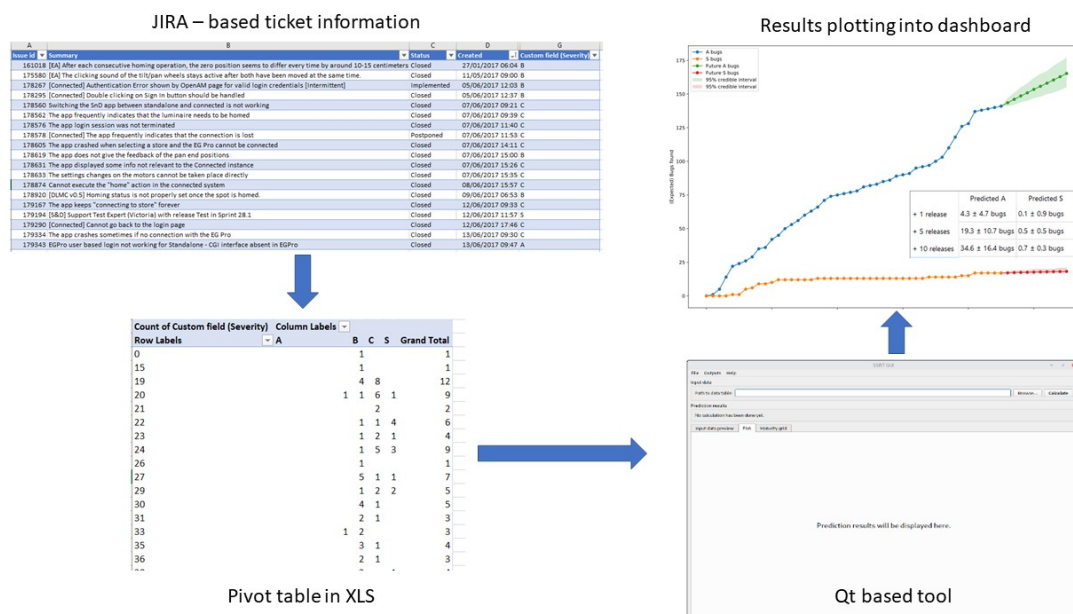 JIRA – based ticket information
Issue id Summary Status Created Custom field (Severity)
A B C D G
161018 [EA] After each consecutive homing operation, the zero position seems to differ every time by around 10-15 centimeters Closed 27/01/2017 06:04 B
175580 [EA] The clicking sound of the tilt/pan wheels stays active after both have been moved at the same time. Closed 11/05/2017 09:00 B
178267 [Connected] Authentication Error shown by OpenAM page for valid login credentials [Intermittent] Implemented 05/06/2017 12:03 B
178295 [Connected] Double clicking on Sign In button should be handled Closed 05/06/2017 12:37 B
178560 Switching the SnD app between standalone and connected is not working Closed 07/06/2017 09:21 C
178562 The app frequently indicates that the luminaire needs to be homed Closed 07/06/2017 09:39 C
178576 The app login session was not terminated Closed 07/06/2017 11:40 C
178578 [Connected] The app frequently indicates that the connection is lost Postponed 07/06/2017 11:53 C
178605 The app crashed when selecting a store and the EG Pro cannot be connected Closed 07/06/2017 14:11 C
178619 The app does not give the feedback of the pan end positions Closed 07/06/2017 15:00 B
178631 The app displayed some info not relevant to the Connected instance Closed 07/06/2017 15:26 C
178633 The settings changes on the motors cannot be taken place directly Closed 07/06/2017 15:35 C
178874 Cannot execute the "home" action in the connected system Closed 08/06/2017 15:57 C
178920 [DLMC v0.5] Homing status is not properly set once the spot is homed. Closed 09/06/2017 06:53 B
179167 The app keeps "connecting to store" forever Closed 12/06/2017 09:33 C
179194 [S&D] Support Test Expert (Victoria) with release Test in Sprint 28.1 Closed 12/06/2017 11:57 S
179290 [Connected] Cannot go back to the login page Closed 12/06/2017 17:46 C
179334 The app crashes sometimes if no connection with the EG Pro Closed 13/06/2017 09:30 C
179343 EGPro user based login not working for Standalone - CGI interface absent in EGPro Closed 13/06/2017 09:47 A
Results plotting into dashboard
A bugs
S bugs
Future A bugs
Future S bugs
95% credible interval
95% credible interval
(Expected) Bugs found
175
150
125
100
75
50
25
0
Predicted A Predicted S
+ 1 release 4.3 ± 4.7 bugs 0.1 ± 0.9 bugs
+ 5 releases 19.3 ± 10.7 bugs 0.5 ± 0.5 bugs
+ 10 releases 34.6 ± 16.4 bugs 0.7 ± 0.3 bugs
Count of Custom field (Severity) Column Labels
Row Labels A B C S Grand Total
0 1 1
15 1 1
19 4 8 12
20 1 1 6 1 9
21 2 2
22 1 1 4 6
23 1 2 1 4
24 1 5 3 9
26 1 1
27 5 1 1 7
29 1 2 2 5
30 4 1 5
31 2 1 3
33 1 2 3
35 3 1 4
36 2 1 3
Pivot table in XLS
File Outputs Help
Input data
Path to data table: Browse... Calculate
Prediction results
No calculation has been done yet.
Input data preview Plot Maturity grid
Prediction results will be displayed here.
Qt based tool